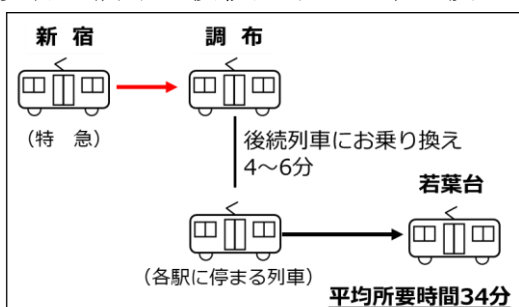 新宿
調布
(特 急)
後続列車にお乗り換え
4～6分
若葉台
(各駅に停まる列車)
平均所要時間34分